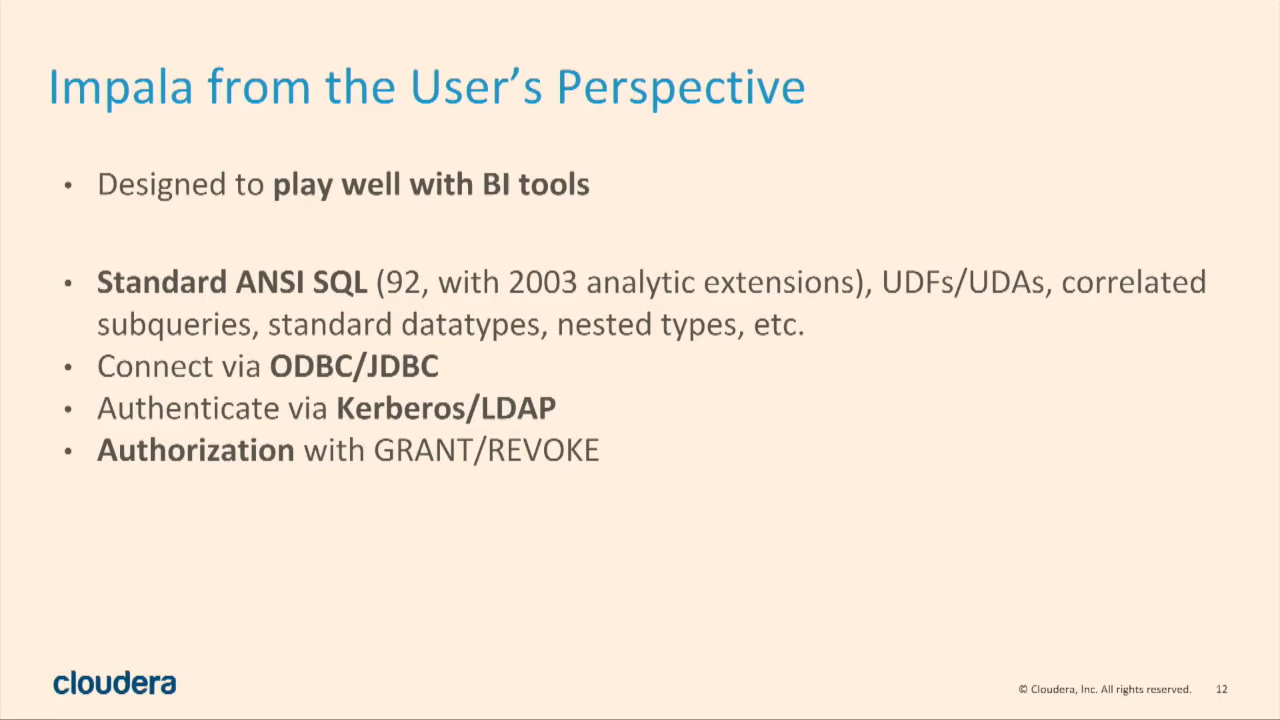 Impala from the User’s Perspective
• Designed to play well with BI tools
• Standard ANSI SQL (92, with 2003 analytic extensions), UDFs/UDAs, correlated
subqueries, standard datatypes, nested types, etc.
• Connect via ODBC/JDBC
• Authenticate via Kerberos/LDAP
• Authorization with GRANT/REVOKE
cloudera
© Cloudera, Inc. All rights reserved. 12